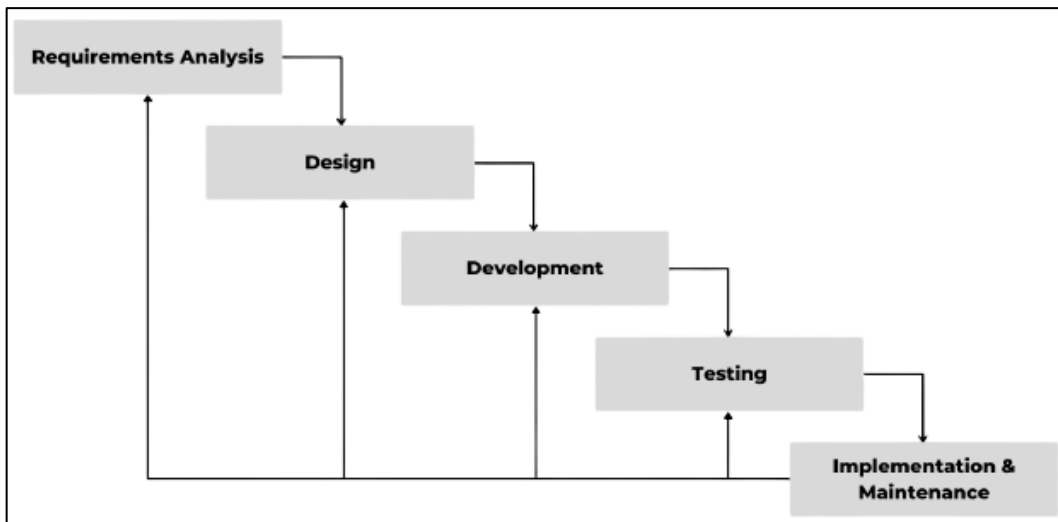 Requirements Analysis
Design
Development
Testing
Implementation &
Maintenance